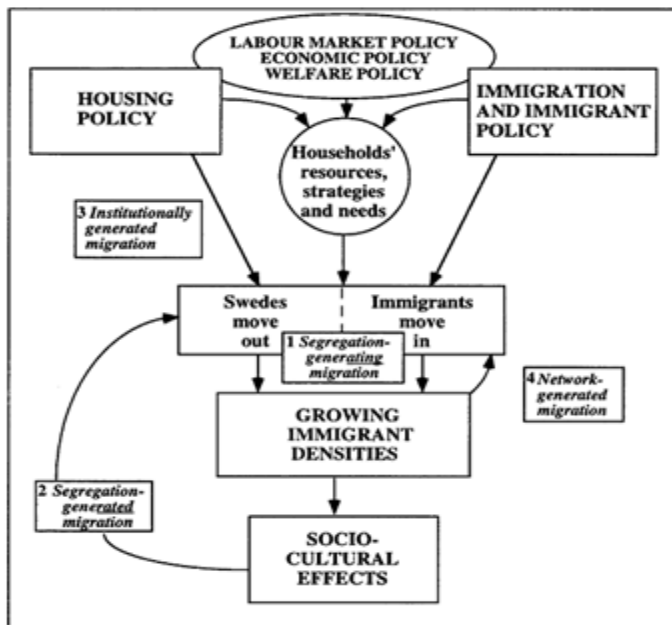 LABOUR MARKET POLICY
ECONOMIC POLICY
WELFARE POLICY
HOUSING
POLICY
IMMIGRATION
AND IMMIGRANT
POLICY
Households'
resources,
strategies
and needs
3 Institutionally
generated
migration
Swedes
move
out
Immigrants
move
in
1 Segregation-
generating
migration
4 Network-
generated
migration
GROWING
IMMIGRANT
DENSITIES
2 Segregation-
generated
migration
SOCIO-
CULTURAL
EFFECTS